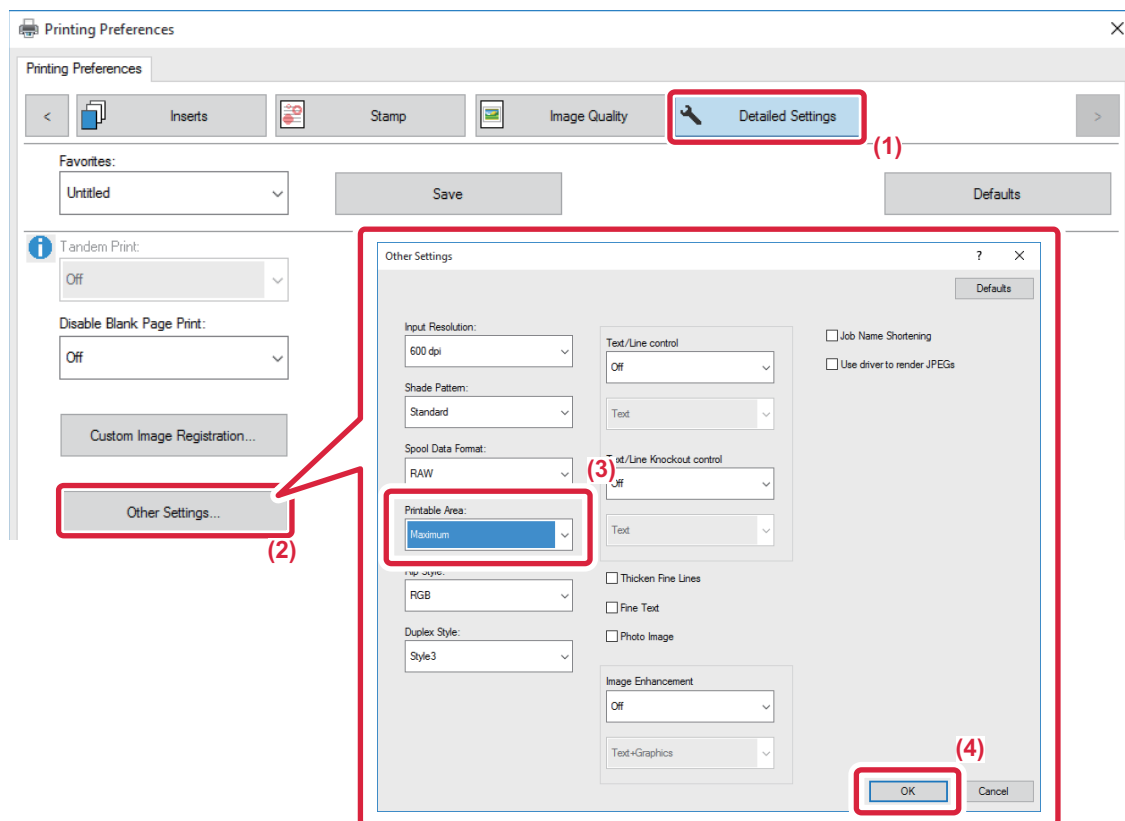 Printing Preferences
Printing Preferences
<
Inserts
Stamp
Image Quality
Detailed Settings
>
(1)
Favorites:
Untitled
Save
Defaults
Tandem Print:
Off
Disable Blank Page Print:
Off
Custom Image Registration...
Other Settings...
(2)
Other Settings
?
Defaults
Input Resolution:
600 dpi
Shade Pattern:
Standard
Spool Data Format:
RAW
(3)
Printable Area:
Maximum
Rip Style:
RGB
Duplex Style:
Style3
Text/Line control
Off
Text
Text/Line Knockout control
Off
Text
Thicken Fine Lines
Fine Text
Photo Image
Image Enhancement
Off
Text+Graphics
Job Name Shortening
Use driver to render JPEGs
(4)
OK
Cancel